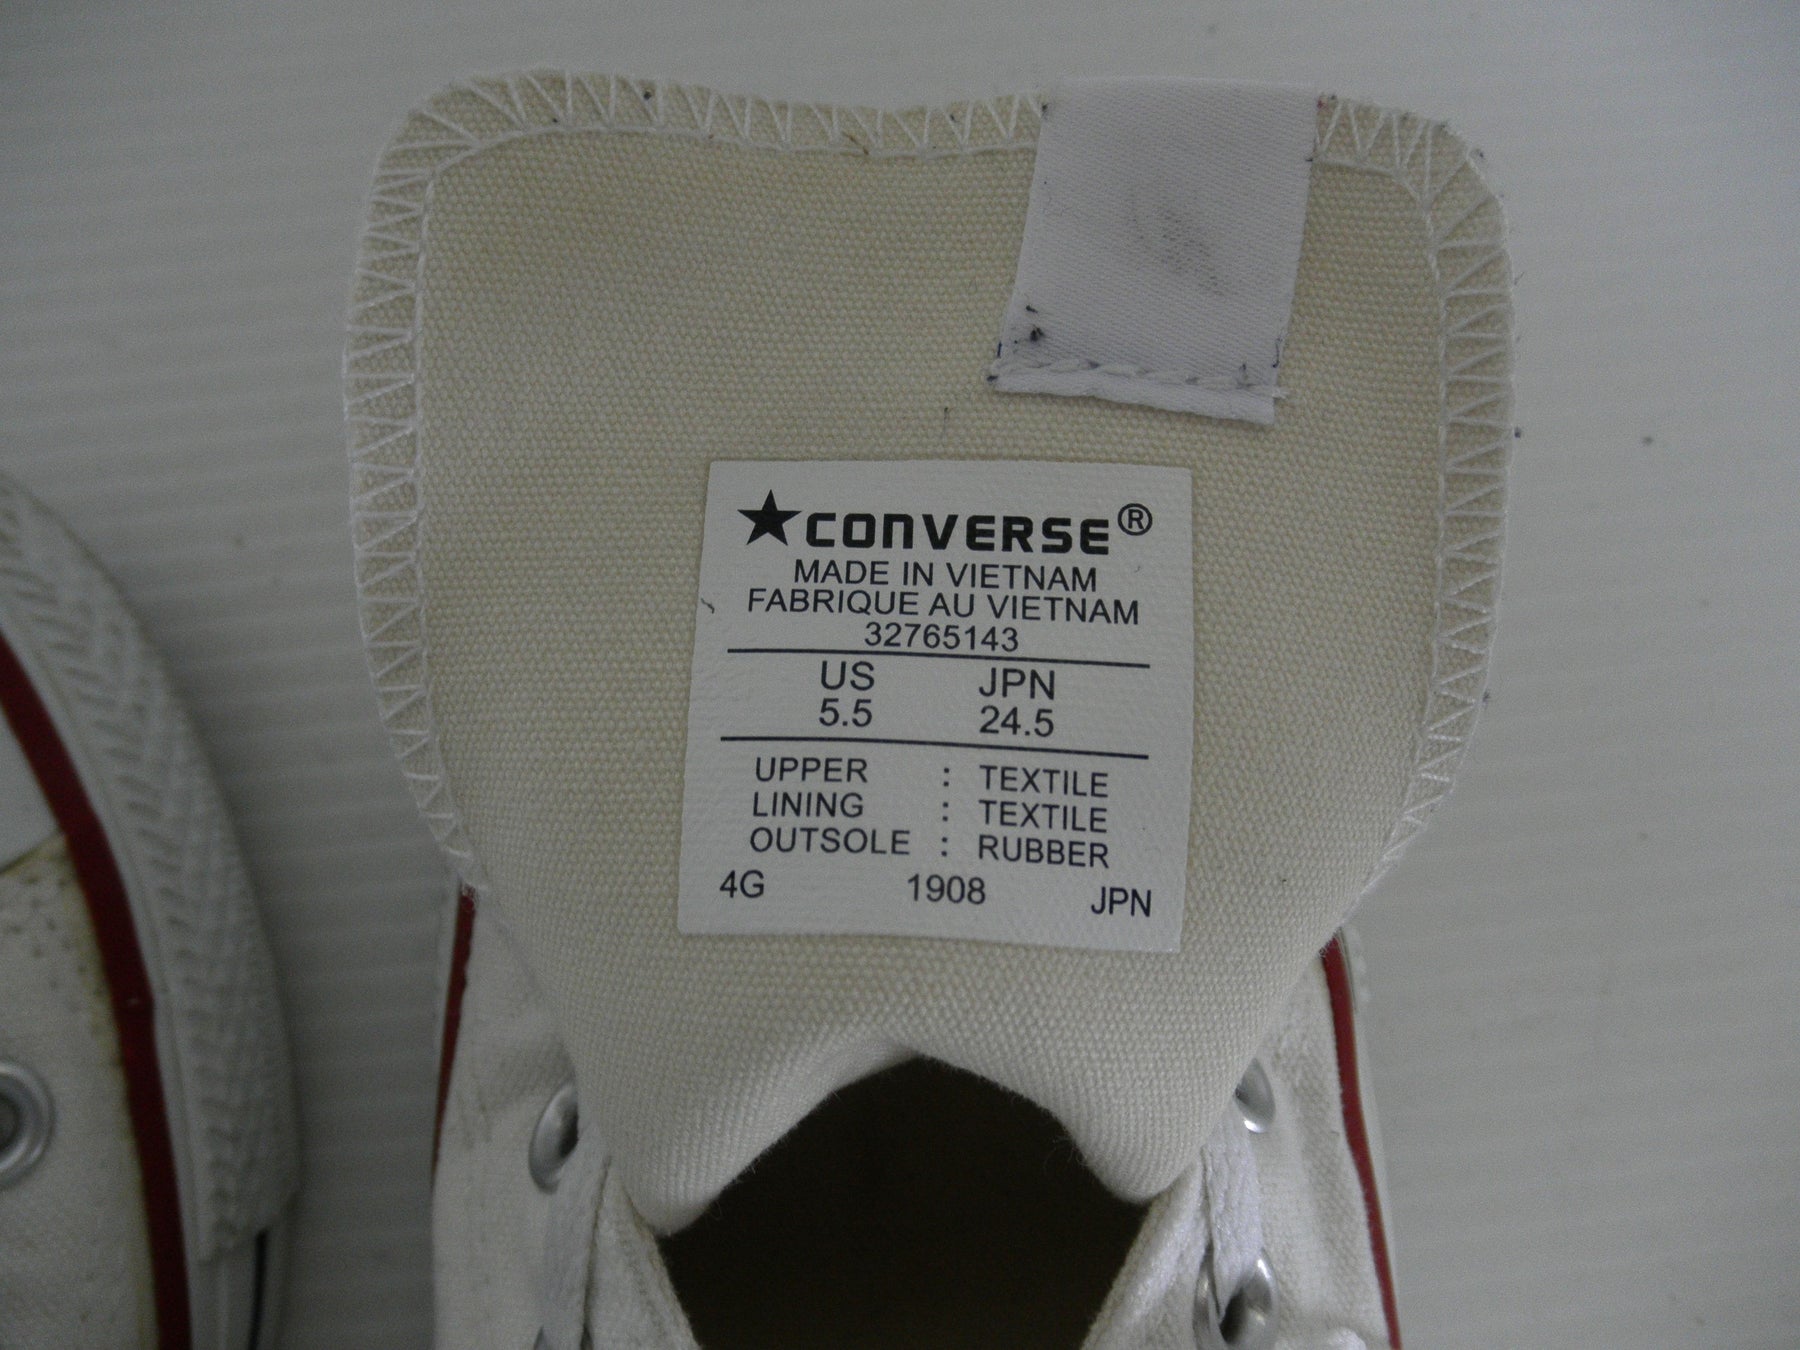 ★CONVERSE®
MADE IN VIETNAM
FABRIQUE AU VIETNAM
32765143
US JPN
5.5 24.5
UPPER : TEXTILE
LINING : TEXTILE
OUTSOLE : RUBBER
4G 1908 JPN